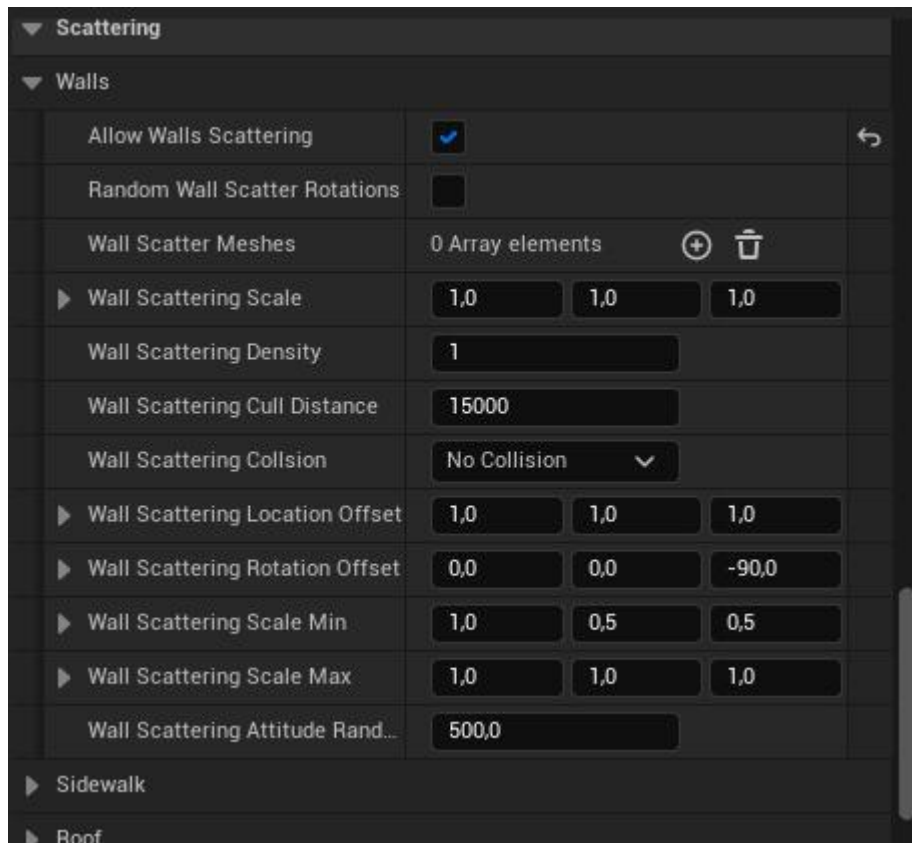 Scattering
Walls
Allow Walls Scattering
Random Wall Scatter Rotations
Wall Scatter Meshes 0 Array elements
Wall Scattering Scale 1,0 1,0 1,0
Wall Scattering Density 1
Wall Scattering Cull Distance 15000
Wall Scattering Collsion No Collision
Wall Scattering Location Offset 1,0 1,0 1,0
Wall Scattering Rotation Offset 0,0 0,0 -90,0
Wall Scattering Scale Min 1,0 0,5 0,5
Wall Scattering Scale Max 1,0 1,0 1,0
Wall Scattering Attitude Rand... 500,0
Sidewalk
Roof